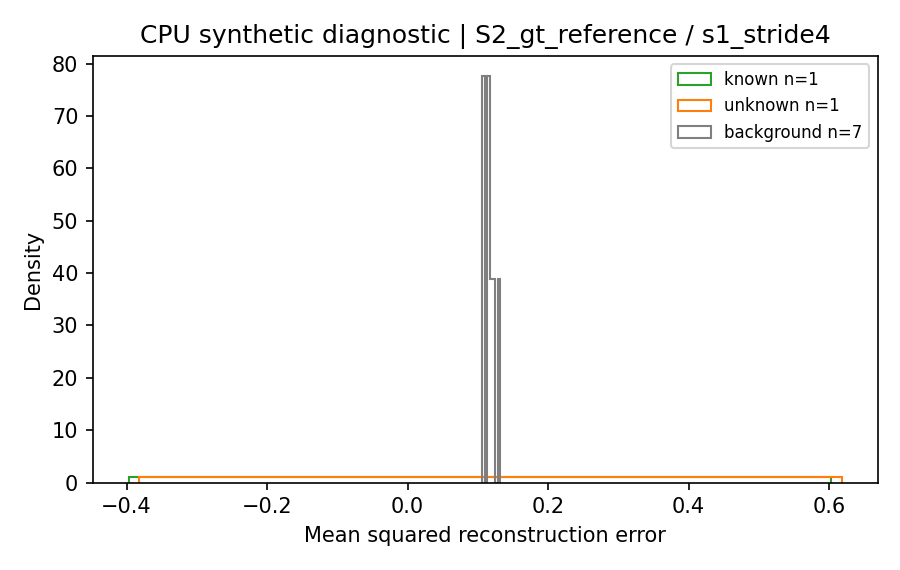 CPU synthetic diagnostic | S2_gt_reference / s1_stride4
80
70
60
50
40
30
20
10
0
Density
known n=1
unknown n=1
background n=7
−0.4 −0.2 0.0 0.2 0.4 0.6
Mean squared reconstruction error